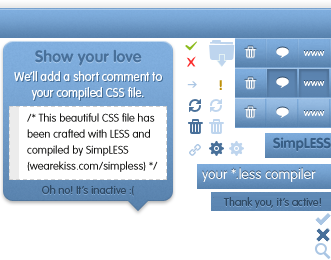 Show your love
We'll add a short comment to
your compiled CSS file.
/* This beautiful CSS file has
been crafted with LESS and
compiled by SimpLESS
(wearekiss.com/simpless) */
Oh no! It's inactive :(
www
www
www
SimpLESS
your *.less compiler
Thank you, it's active!